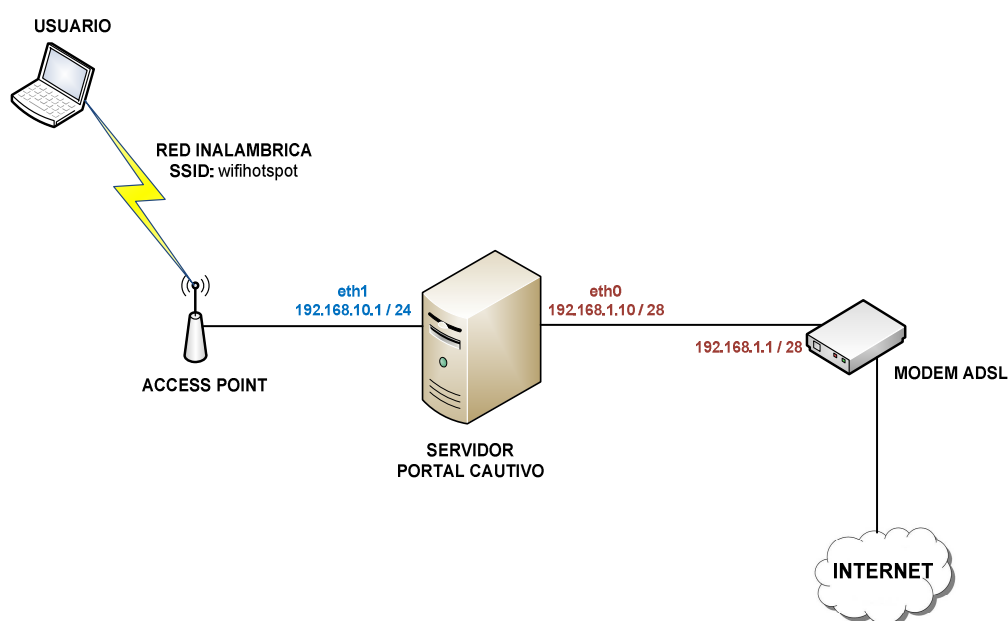 USUARIO
RED INALAMBRICA
SSID: wifihotspot
eth1
192.168.10.1 / 24
eth0
192.168.1.10 / 28
192.168.1.1 / 28
ACCESS POINT
MODEM ADSL
SERVIDOR
PORTAL CAUTIVO
INTERNET